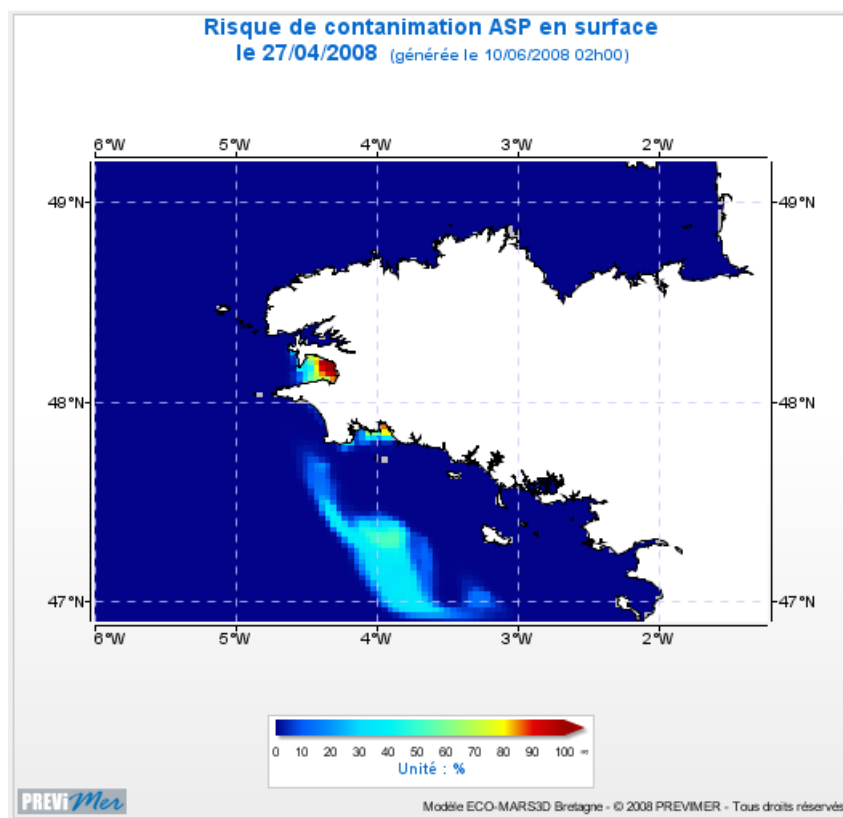 Risque de contanimation ASP en surface
le 27/04/2008 (générée le 10/06/2008 02h00)
6°W 5°W 4°W 3°W 2°W
49°N 49°N
48°N 48°N
47°N 47°N
6°W 5°W 4°W 3°W 2°W
0 10 20 30 40 50 60 70 80 90 100 ∞
Unité : %
PREViMer
Modèle ECO-MARS3D Bretagne - © 2008 PREVIMER - Tous droits réservés